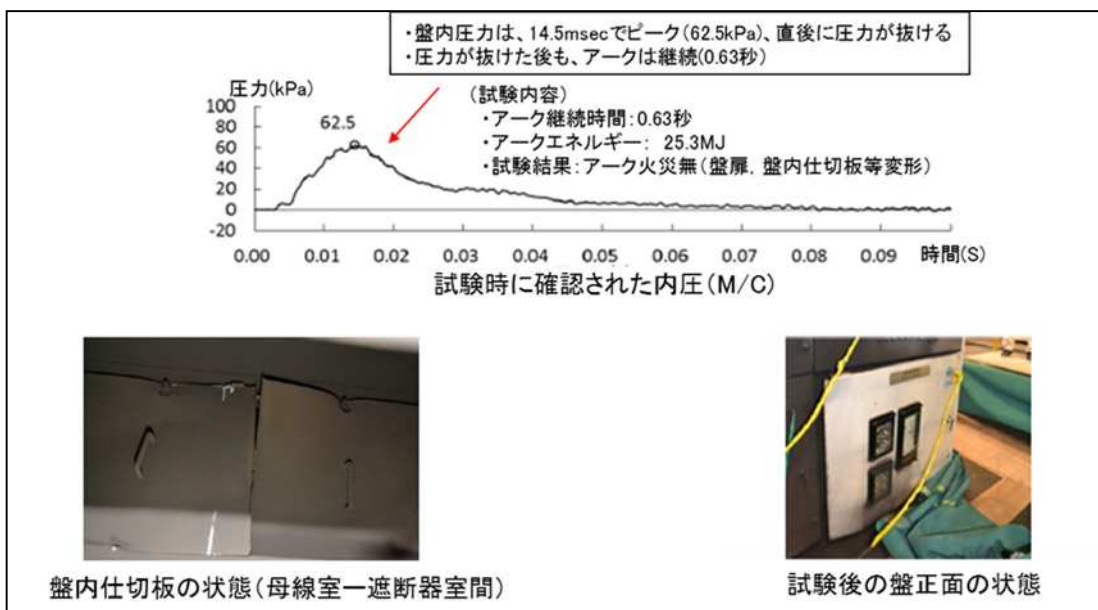 ・盤内圧力は、14.5msecでピーク(62.5kPa)、直後に圧力が抜ける
・圧力が抜けた後も、アークは継続(0.63秒)
圧力(kPa)
(試験内容)
・アーク継続時間:0.63秒
・アークエネルギー: 25.3MJ
・試験結果:アーク火災無(盤扉, 盤内仕切板等変形)
62.5
100
80
60
40
20
0
-20
0.00 0.01 0.02 0.03 0.04 0.05 0.06 0.07 0.08 0.09 時間(S)
試験時に確認された内圧(M/C)
盤内仕切板の状態(母線室ー遮断器室間)
試験後の盤正面の状態